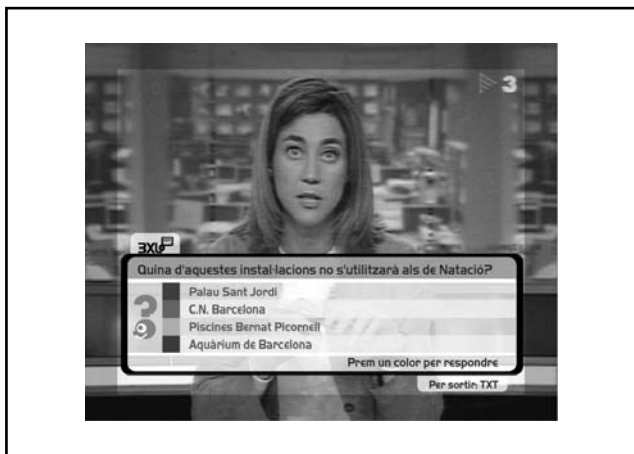 3
3XL
Quina d'aquestes instal·lacions no s'utilitzarà als de Natació?
Palau Sant Jordi
C.N. Barcelona
Piscines Bernat Picornell
Aquàrium de Barcelona
Prem un color per respondre
Per sortir: TXT